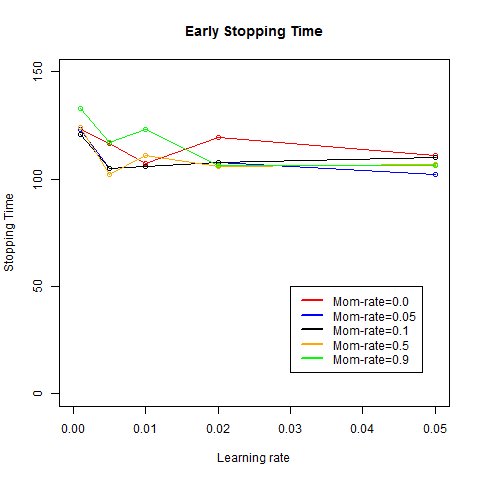 Early Stopping Time
Stopping Time
150
100
50
0
Mom-rate=0.0
Mom-rate=0.05
Mom-rate=0.1
Mom-rate=0.5
Mom-rate=0.9
0.00 0.01 0.02 0.03 0.04 0.05
Learning rate